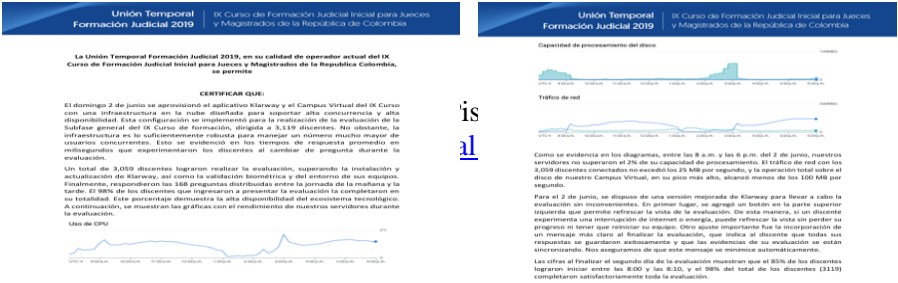 Unión Temporal
Formación Judicial 2019
IX Curso de Formación Judicial Inicial para Jueces
y Magistrados de la República de Colombia
La Unión Temporal Formación Judicial 2019, en su calidad de operador actual del IX
Curso de Formación Judicial Inicial para Jueces y Magistrados de la Republica Colombia,
se permite
CERTIFICAR QUE:
El domingo 2 de junio se aprovisionó el aplicativo Klarway y el Campus Virtual del IX Curso
con una infraestructura en la nube diseñada para soportar alta concurrencia y alta
disponibilidad. Esta configuración se implementó para la realización de la evaluación de la
Subfase general del IX Curso de formación, dirigida a 3,119 discentes. No obstante, la
infraestructura es lo suficientemente robusta para manejar un número mucho mayor de
usuarios concurrentes. Esto se evidenció en los tiempos de respuesta promedio en
milisegundos que experimentaron los discentes al cambiar de pregunta durante la
evaluación.
Un total de 3,059 discentes lograron realizar la evaluación, superando la instalación y
actualización de Klarway, así como la validación biométrica y del entorno de sus equipos.
Finalmente, respondieron las 168 preguntas distribuidas entre la jornada de la mañana y la
tarde. El 98% de los discentes que ingresaron a presentar la evaluación la completaron en
su totalidad. Este porcentaje demuestra la alta disponibilidad del ecosistema tecnológico.
A continuación, se muestran las gráficas con el rendimiento de nuestros servidores durante
la evaluación.
Uso de CPU
is
al
Unión Temporal
Formación Judicial 2019
IX Curso de Formación Judicial Inicial para Jueces
y Magistrados de la República de Colombia
Capacidad de procesamiento del disco
Tráfico de red
Como se evidencia en los diagramas, entre las 8 a.m. y las 6 p.m. del 2 de junio, nuestros
servidores no superaron el 2% de su capacidad de procesamiento. El tráfico de red con los
3,059 discentes conectados no excedió los 25 MB por segundo, y la operación total sobre el
disco de nuestro Campus Virtual, en su pico más alto, alcanzó menos de los 100 MB por
segundo.
Para el 2 de junio, se dispuso de una versión mejorada de Klarway para llevar a cabo la
evaluación sin inconvenientes. En primer lugar, se agregó un botón en la parte superior
izquierda que permite refrescar la vista de la evaluación. De esta manera, si un discente
experimenta una interrupción de internet o energía, puede refrescar la vista sin perder su
progreso ni tener que reiniciar su equipo. Otro ajuste importante fue la incorporación de
un mensaje más claro al finalizar la evaluación, que indica al discente que todas sus
respuestas se guardaron exitosamente y que las evidencias de su evaluación se están
sincronizando. Nos aseguramos de que este mensaje se minimice automáticamente.
Las cifras al finalizar el segundo día de la evaluación muestran que el 85% de los discentes
lograron iniciar entre las 8:00 y las 8:10, y el 98% del total de los discentes (3119)
completaron satisfactoriamente toda la evaluación.